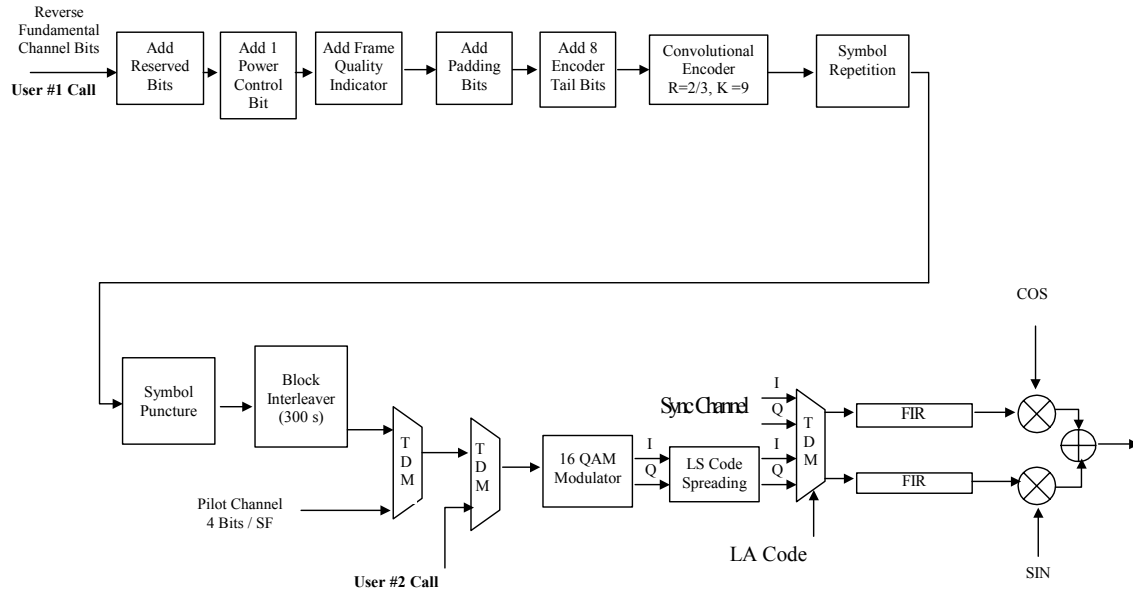 Reverse
Fundamental
Channel Bits
User #1 Call
Add
Reserved
Bits
Add 1
Power
Control
Bit
Add Frame
Quality
Indicator
Add
Padding
Bits
Add 8
Encoder
Tail Bits
Convolutional
Encoder
R=2/3, K =9
Symbol
Repetition
Symbol
Puncture
Block
Interleaver
(300 s)
Pilot Channel
4 Bits / SF
T
D
M
User #2 Call
T
D
M
16 QAM
Modulator
I
Q
LS Code
Spreading
I
Q
Sync Channel
I
Q
T
D
M
LA Code
FIR
FIR
COS
SIN